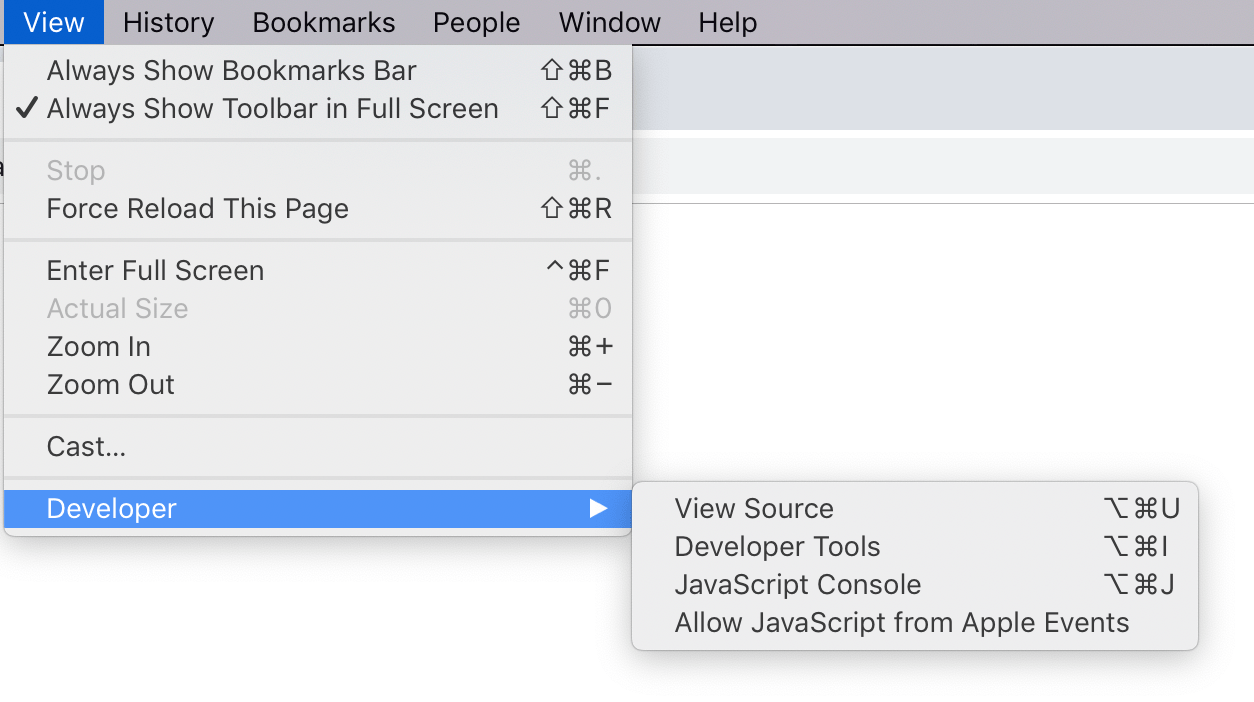 View History Bookmarks People Window Help
Always Show Bookmarks Bar ⇧⌘B
✓ Always Show Toolbar in Full Screen ⇧⌘F
Stop ⌘.
Force Reload This Page ⇧⌘R
Enter Full Screen ^⌘F
Actual Size ⌘0
Zoom In ⌘+
Zoom Out ⌘−
Cast...
Developer ▶
View Source ⌥⌘U
Developer Tools ⌥⌘I
JavaScript Console ⌥⌘J
Allow JavaScript from Apple Events